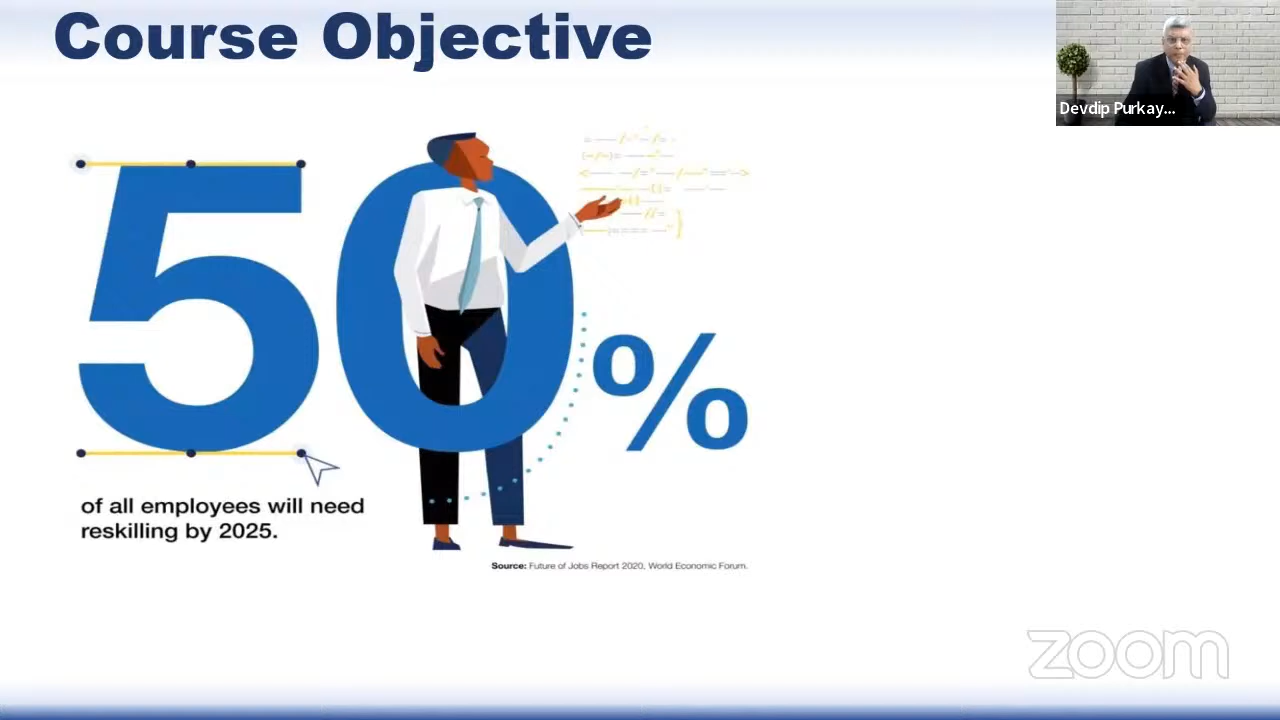 Course Objective
Devdip Purkay...
50%
of all employees will need
reskilling by 2025.
Source: Future of Jobs Report 2020, World Economic Forum.
zoom